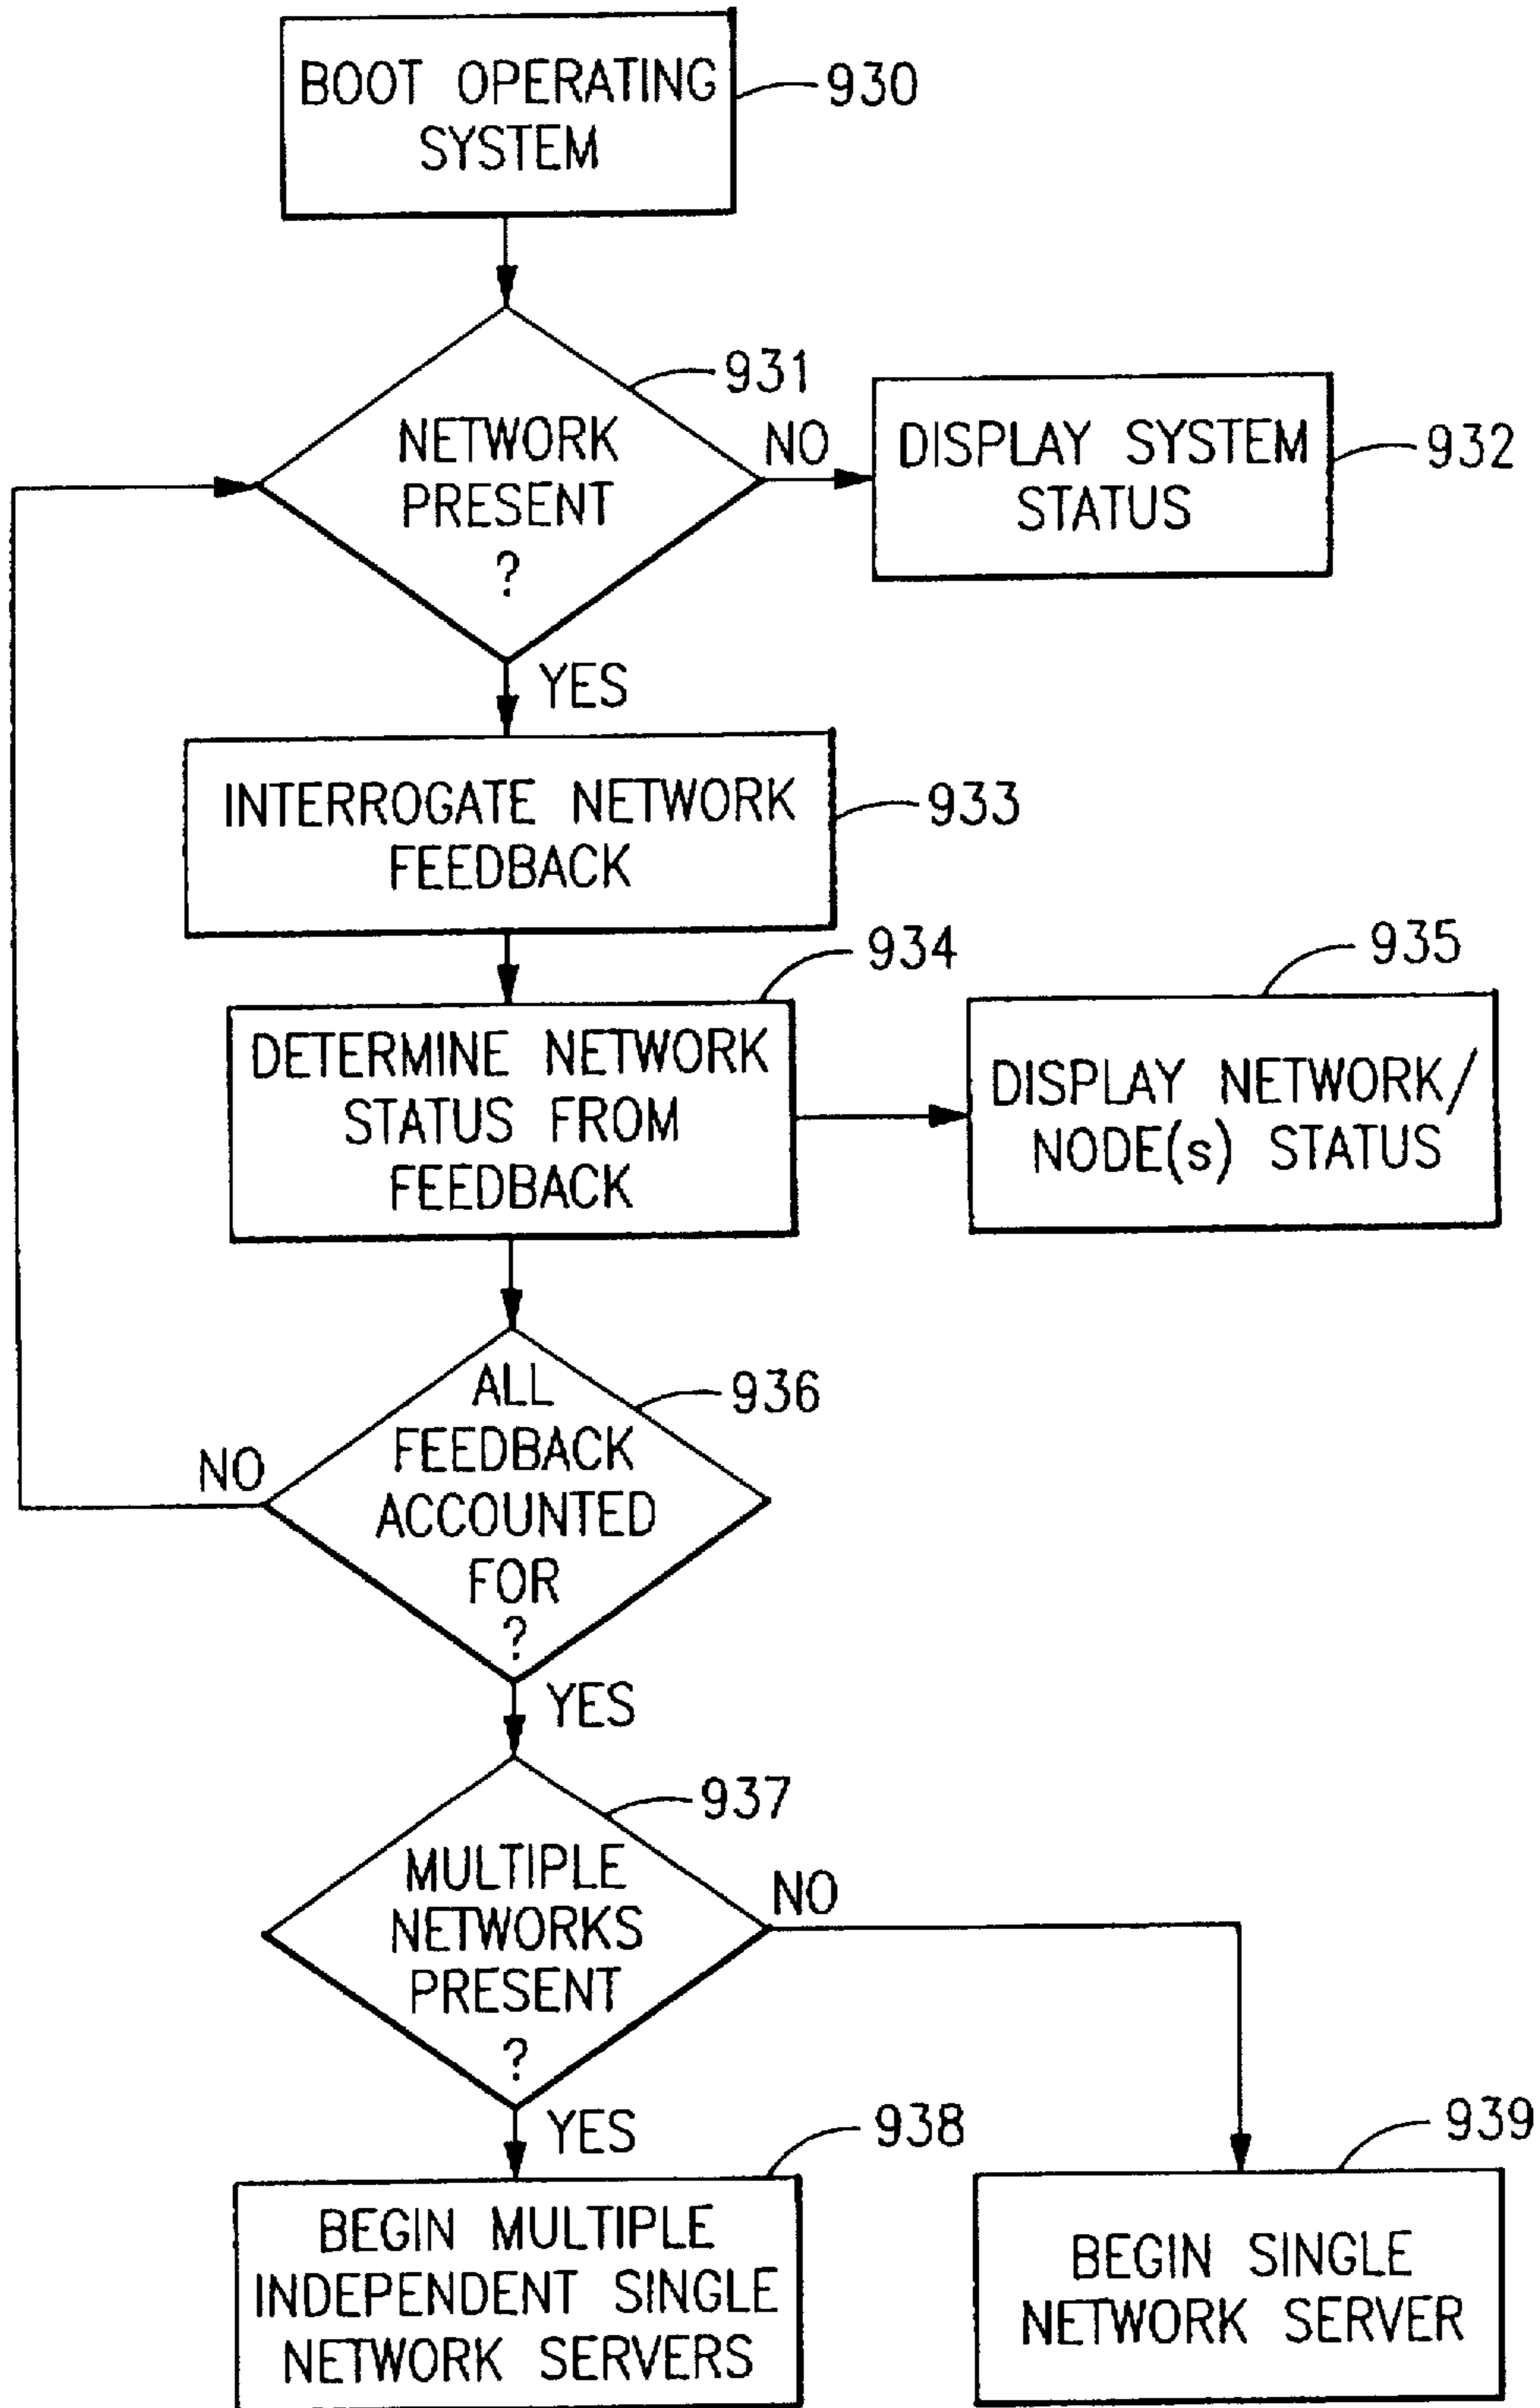 BOOT OPERATING
SYSTEM
930
931
NETWORK
PRESENT
?
NO
DISPLAY SYSTEM
STATUS
932
YES
INTERROGATE NETWORK
FEEDBACK
933
934
DETERMINE NETWORK
STATUS FROM
FEEDBACK
935
DISPLAY NETWORK/
NODE(s) STATUS
936
ALL
FEEDBACK
ACCOUNTED
FOR
?
NO
YES
937
MULTIPLE
NETWORKS
PRESENT
?
NO
YES
938
BEGIN MULTIPLE
INDEPENDENT SINGLE
NETWORK SERVERS
939
BEGIN SINGLE
NETWORK SERVER